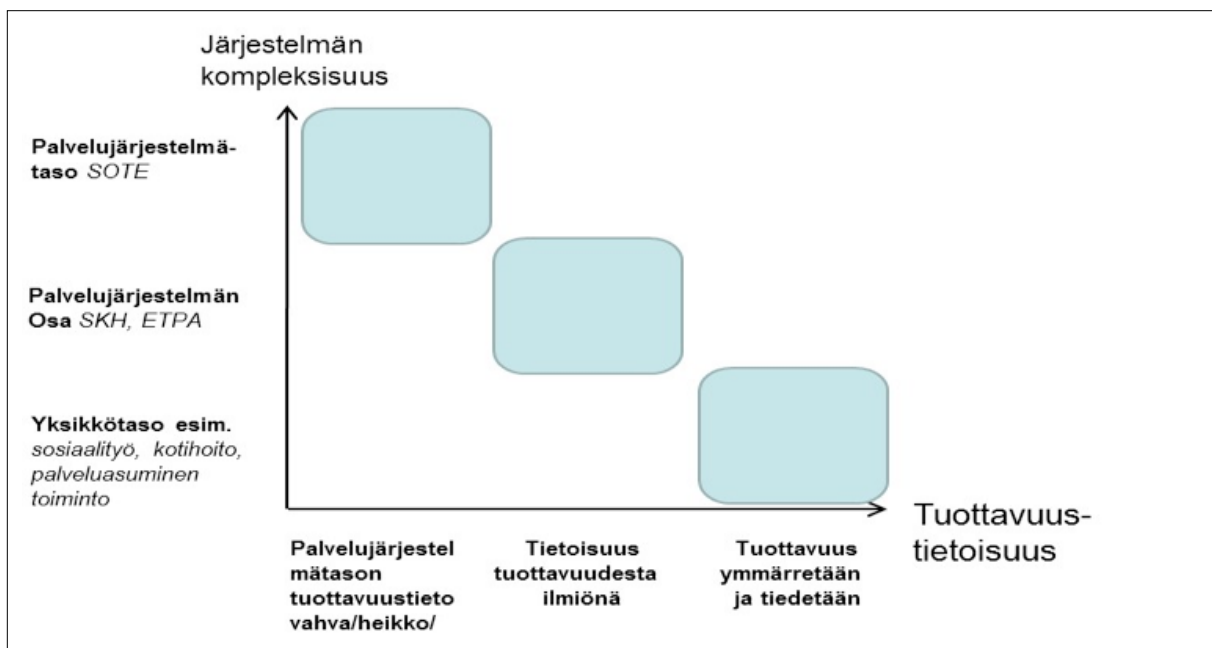 Järjestelmän
kompleksisuus
Palvelujärjestelmä-
taso SOTE
Palvelujärjestelmän
Osa SKH, ETPA
Yksikkötaso esim.
sosiaalityö, kotihoito,
palveluasuminen
toiminto
Tuottavuus-
tietoisuus
Palvelujärjestel
mätason
tuottavuustieto
vahva/heikko/
Tietoisuus
tuottavuudesta
ilmiönä
Tuottavuus
ymmärretään
ja tiedetään